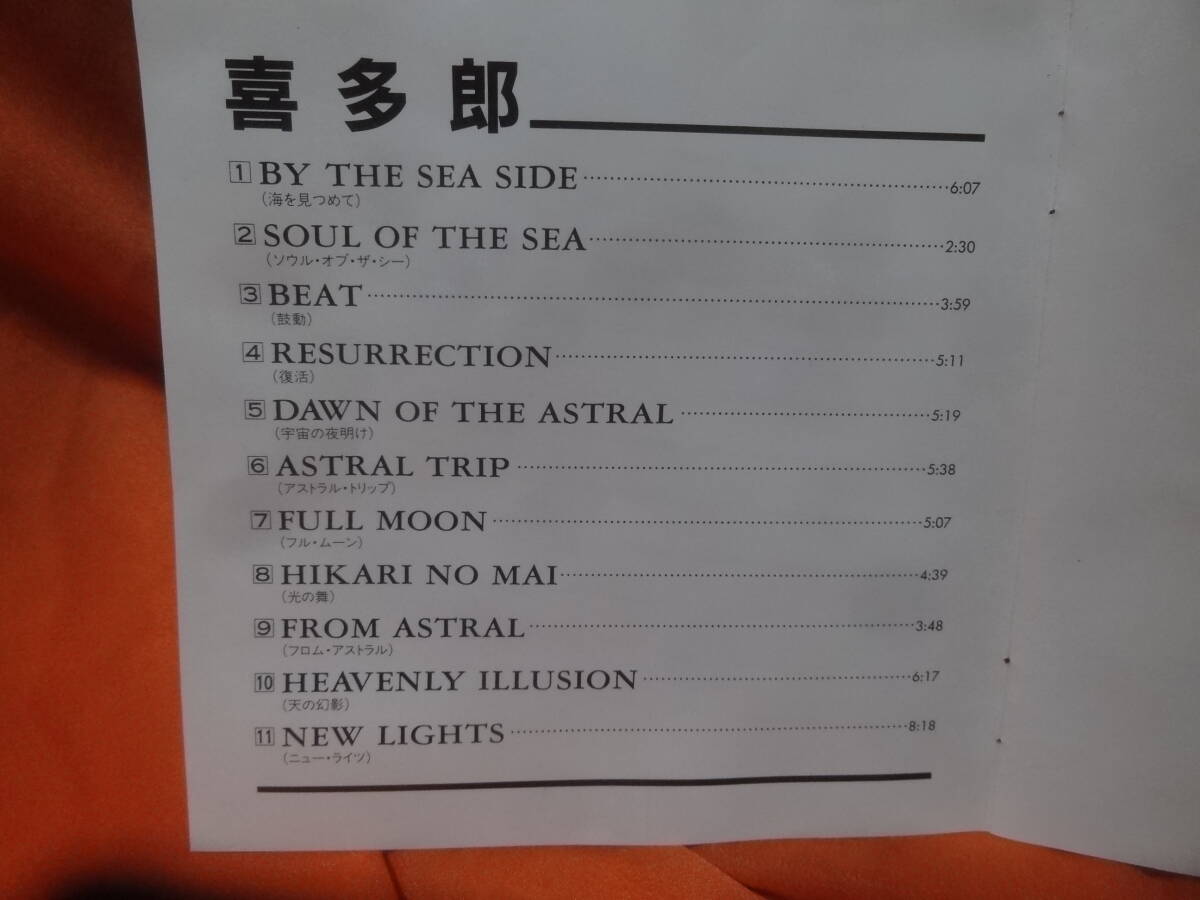 喜多郎
1 BY THE SEA SIDE 6:07
(海を見つめて)
2 SOUL OF THE SEA 2:30
(ソウル・オブ・ザ・シー)
3 BEAT 3:59
(鼓動)
4 RESURRECTION 5:11
(復活)
5 DAWN OF THE ASTRAL 5:19
(宇宙の夜明け)
6 ASTRAL TRIP 5:38
(アストラル・トリップ)
7 FULL MOON 5:07
(フル・ムーン)
8 HIKARI NO MAI 4:39
(光の舞)
9 FROM ASTRAL 3:48
(フロム・アストラル)
10 HEAVENLY ILLUSION 6:17
(天の幻影)
11 NEW LIGHTS 8:18
(ニュー・ライツ)